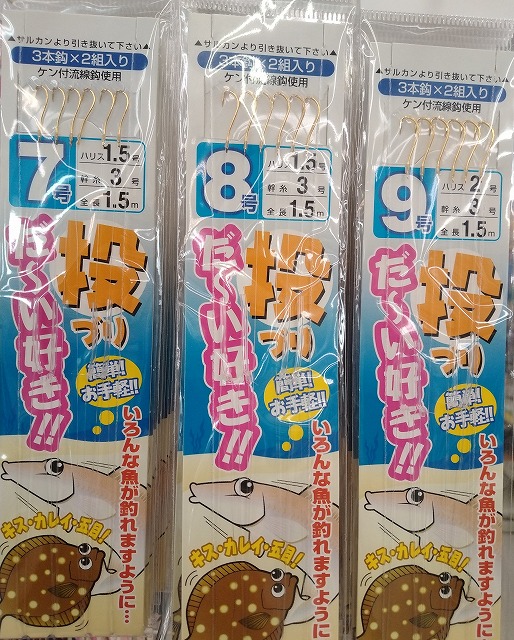 ▲サルカンより引き抜いて下さい▲
3本鈎×2組入り
ケン付流線鈎使用
7号
ハリス 1.5号
幹糸 3号
全長 1.5m
投づり
だ〜い好き!!
簡単!
お手軽!!
いろんな魚が釣れますように…
キス・カレイ・五目!
▲サルカンより引き抜いて下さい▲
3本鈎×2組入り
ケン付流線鈎使用
8号
ハリス 1.5号
幹糸 3号
全長 1.5m
投づり
だ〜い好き!!
簡単!
お手軽!!
いろんな魚が釣れますように…
キス・カレイ・五目!
▲サルカンより引き抜いて下さい▲
3本鈎×2組入り
ケン付流線鈎使用
9号
ハリス 2号
幹糸 3号
全長 1.5m
投づり
だ〜い好き!!
簡単!
お手軽!!
いろんな魚が釣れますように…
キス・カレイ・五目!